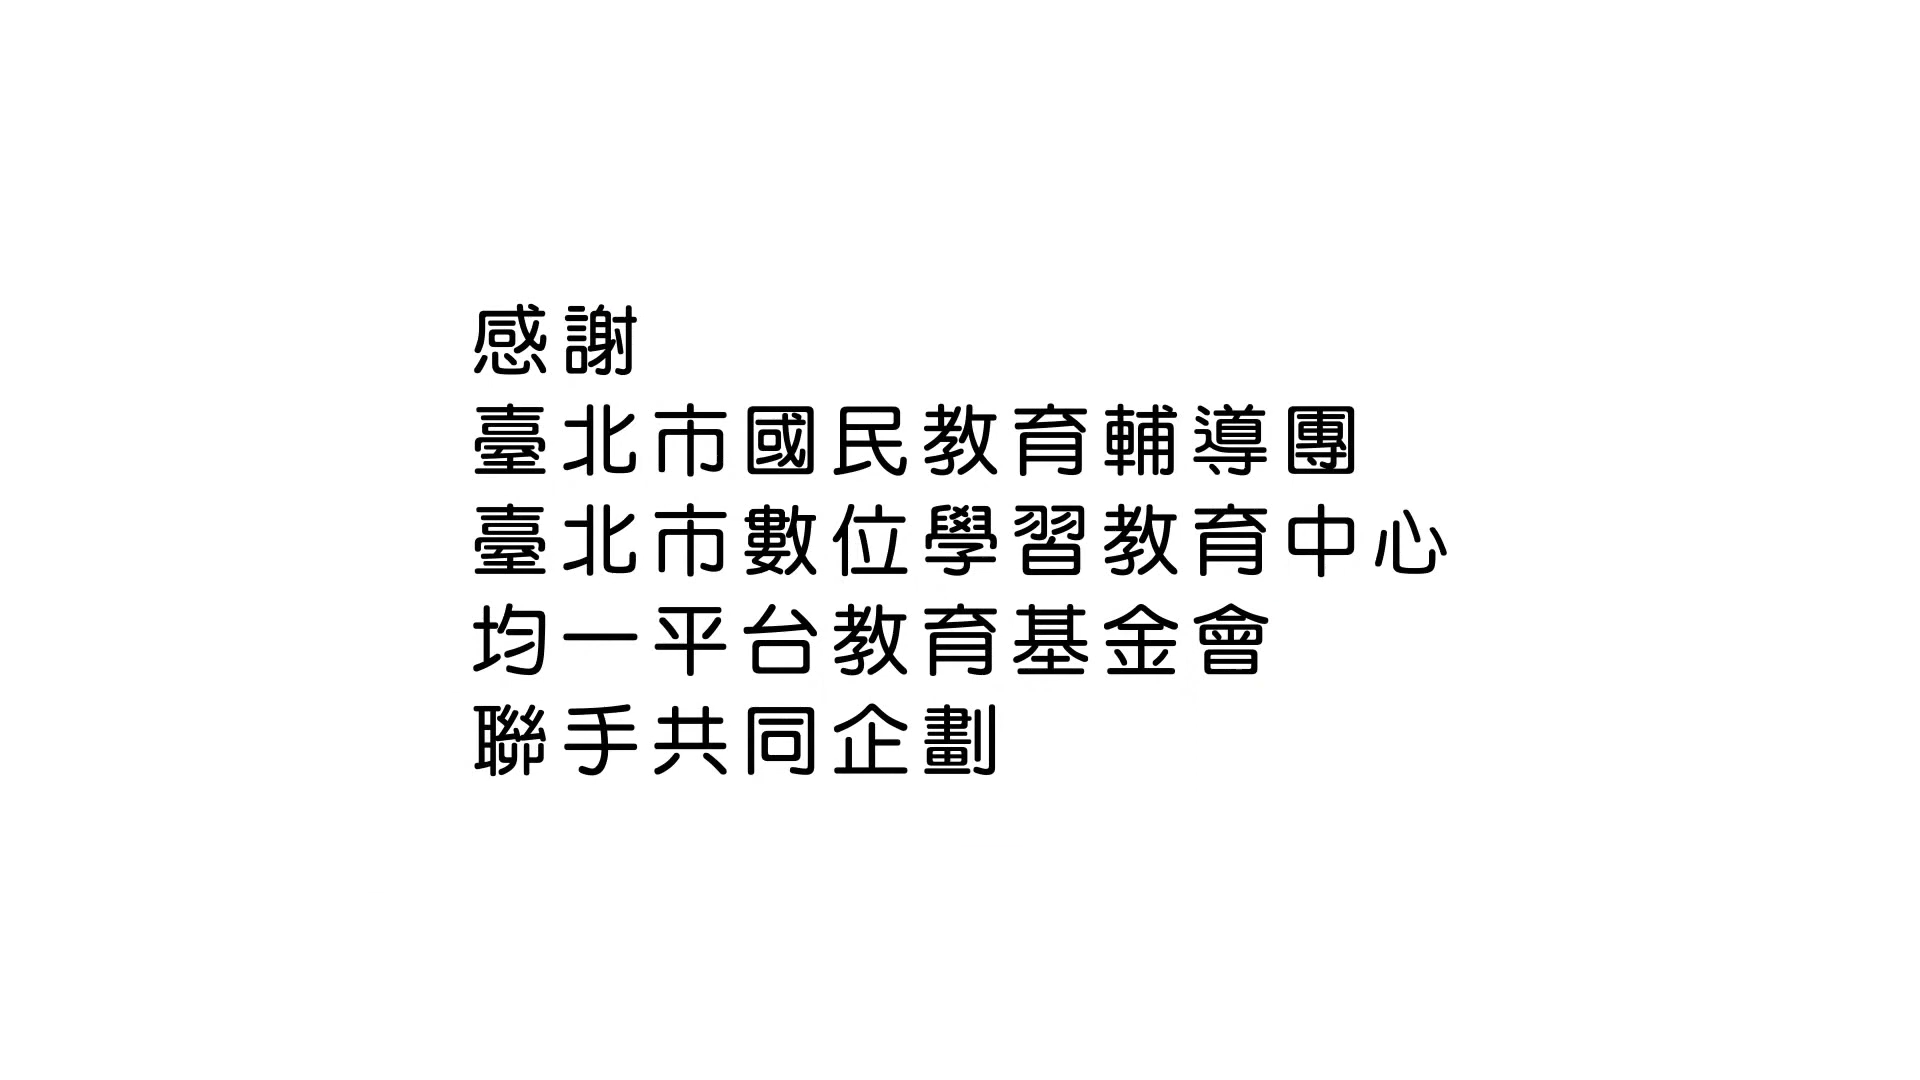 感謝
臺北市國民教育輔導團
臺北市數位學習教育中心
均一平台教育基金會
聯手共同企劃